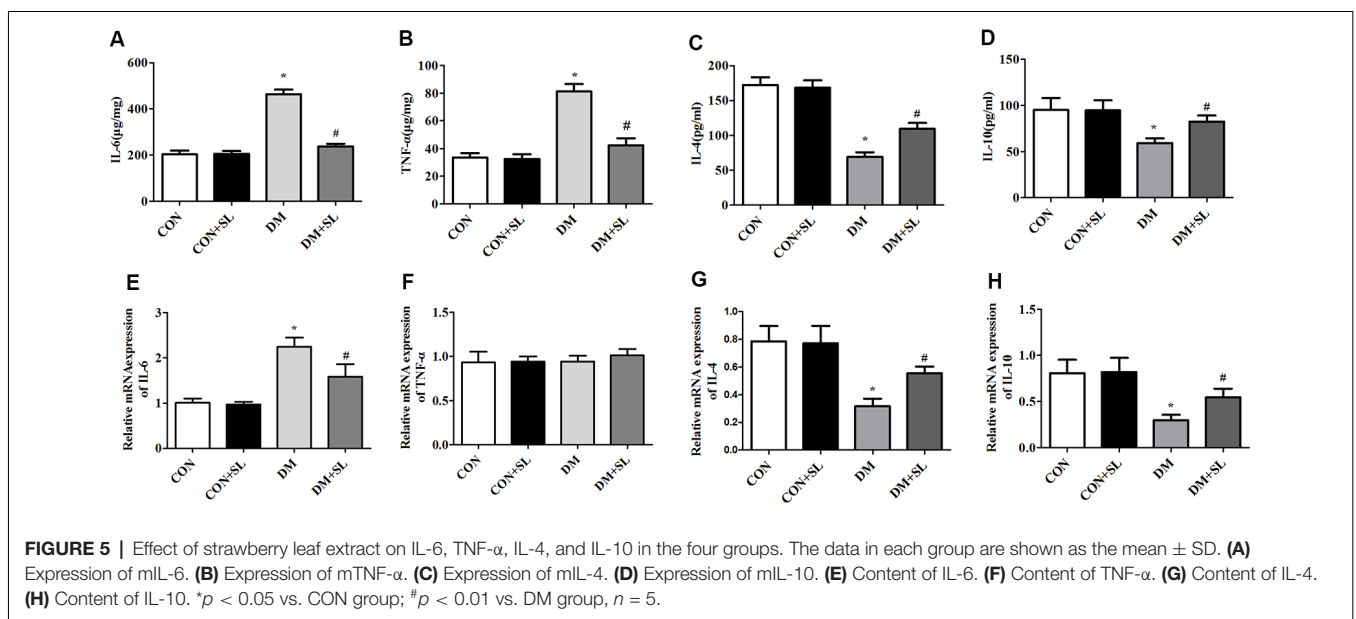 A
IL-6(μg/mg)
600
400
200
0
CON
CON+SL
DM
DM+SL
*
#
B
TNF-α(μg/mg)
100
80
60
40
20
0
CON
CON+SL
DM
DM+SL
*
#
C
IL-4(pg/ml)
200
150
100
50
0
CON
CON+SL
DM
DM+SL
*
#
D
IL-10(pg/ml)
150
100
50
0
CON
CON+SL
DM
DM+SL
*
#
E
Relative mRNAexpression
of IL-6
3
2
1
0
CON
CON+SL
DM
DM+SL
*
#
F
Relative mRNA expression
of TNF-α
1.5
1.0
0.5
0.0
CON
CON+SL
DM
DM+SL
G
Relative mRNA expression
of IL-4
0.8
0.6
0.4
0.2
0.0
CON
CON+SL
DM
DM+SL
*
#
H
Relative mRNA expression
of IL-10
1.5
1.0
0.5
0.0
CON
CON+SL
DM
DM+SL
*
#
FIGURE 5 | Effect of strawberry leaf extract on IL-6, TNF-α, IL-4, and IL-10 in the four groups. The data in each group are shown as the mean ± SD. (A)
Expression of mIL-6. (B) Expression of mTNF-α. (C) Expression of mIL-4. (D) Expression of mIL-10. (E) Content of IL-6. (F) Content of TNF-α. (G) Content of IL-4.
(H) Content of IL-10. *p < 0.05 vs. CON group; #p < 0.01 vs. DM group, n = 5.